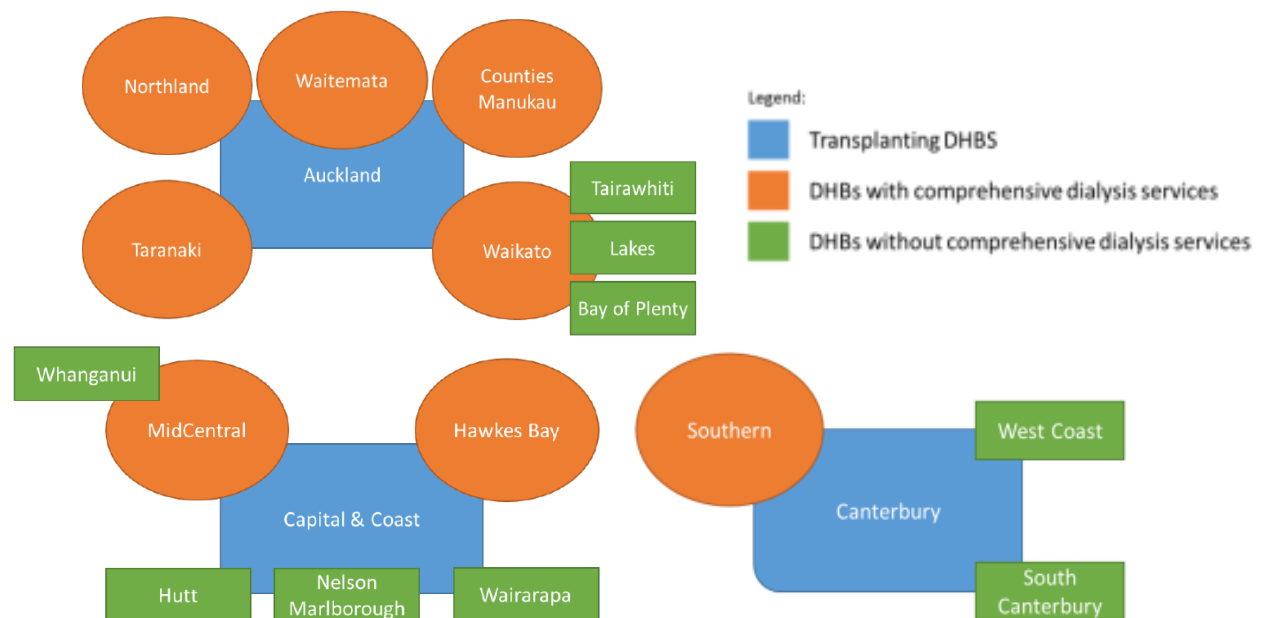 Northland
Waitemata
Counties
Manukau
Auckland
Taranaki
Waikato
Tairawhiti
Lakes
Bay of Plenty
Legend:
Transplanting DHBS
DHBs with comprehensive dialysis services
DHBs without comprehensive dialysis services
Whanganui
MidCentral
Hawkes Bay
Capital & Coast
Hutt
Nelson
Marlborough
Wairarapa
Southern
West Coast
Canterbury
South
Canterbury